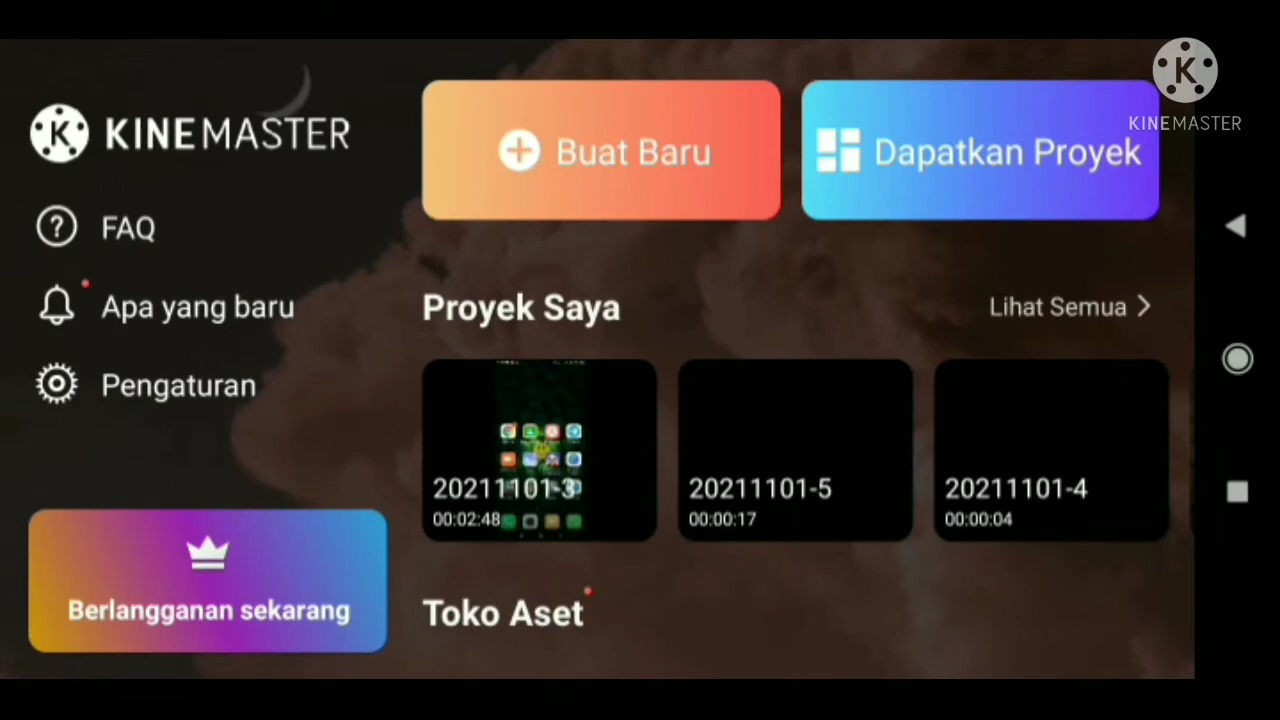 KINEMASTER
FAQ
Apa yang baru
Pengaturan
Berlangganan sekarang
Buat Baru
Dapatkan Proyek
KINEMASTER
Proyek Saya
Lihat Semua
20211101-3
00:02:48
20211101-5
00:00:17
20211101-4
00:00:04
Toko Aset